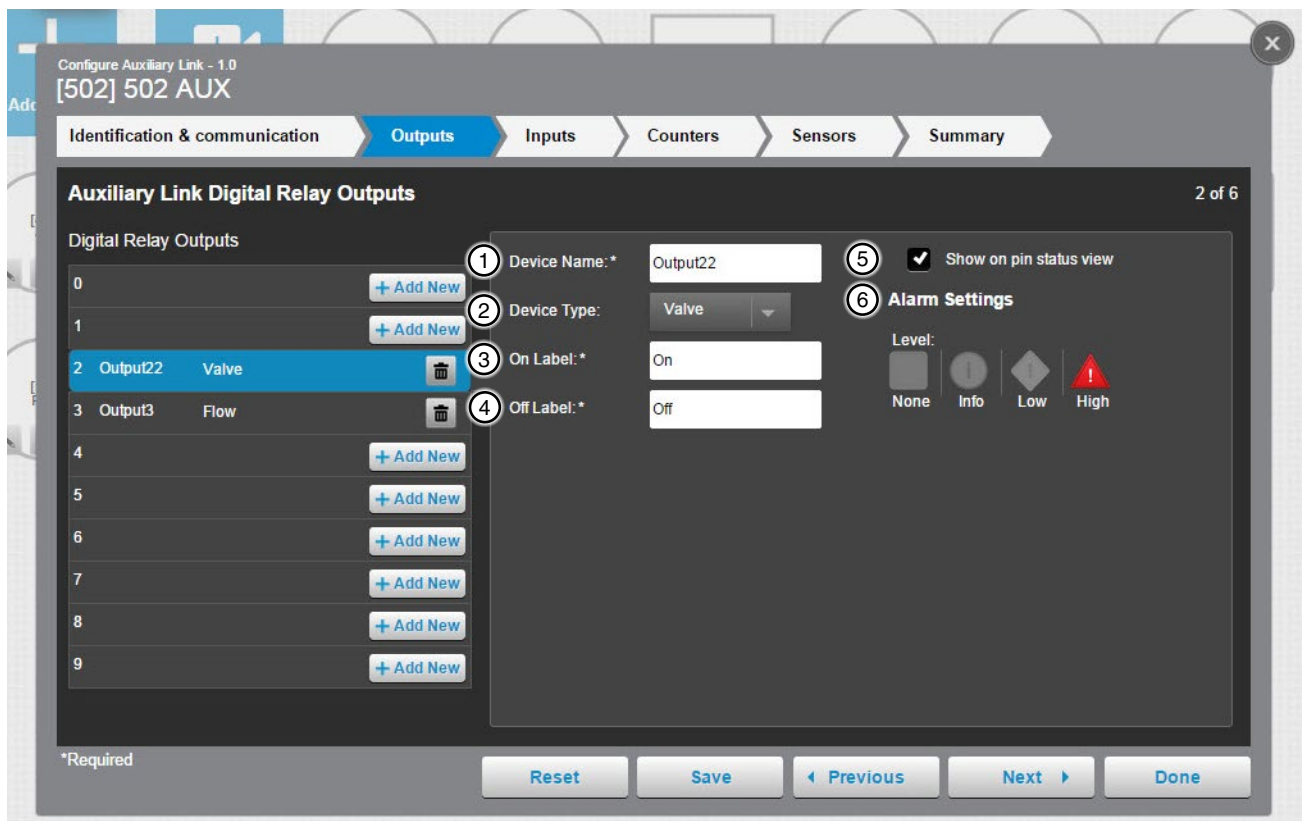 Add
Configure Auxiliary Link - 1.0
[502] 502 AUX
Identification & communication
Outputs
Inputs
Counters
Sensors
Summary
Auxiliary Link Digital Relay Outputs
2 of 6
Digital Relay Outputs
0
+ Add New
1
+ Add New
2 Output22 Valve
3 Output3 Flow
4
+ Add New
5
+ Add New
6
+ Add New
7
+ Add New
8
+ Add New
9
+ Add New
1 Device Name:* Output22
2 Device Type: Valve
3 On Label:* On
4 Off Label:* Off
5 Show on pin status view
6 Alarm Settings
Level:
None Info Low High
*Required
Reset
Save
Previous
Next
Done